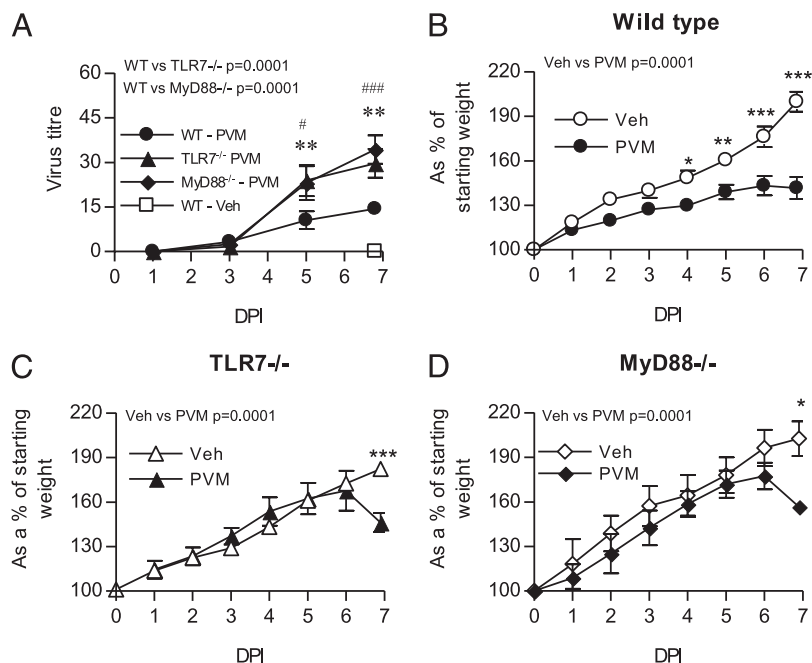 A
WT vs TLR7-/- p=0.0001
WT vs MyD88-/- p=0.0001
###
#
**
**
60
45
30
15
0
Virus titre
WT - PVM
TLR7-/- PVM
MyD88-/- - PVM
WT - Veh
0 1 2 3 4 5 6 7
DPI
B
Wild type
Veh vs PVM p=0.0001
Veh
PVM
*
**
***
***
220
190
160
130
100
As % of
starting weight
0 1 2 3 4 5 6 7
DPI
C
TLR7-/-
Veh vs PVM p=0.0001
Veh
PVM
***
220
190
160
130
100
As a % of starting
weight
0 1 2 3 4 5 6 7
DPI
D
MyD88-/-
Veh vs PVM p=0.0001
Veh
PVM
*
220
190
160
130
100
As a % of starting
weight
0 1 2 3 4 5 6 7
DPI